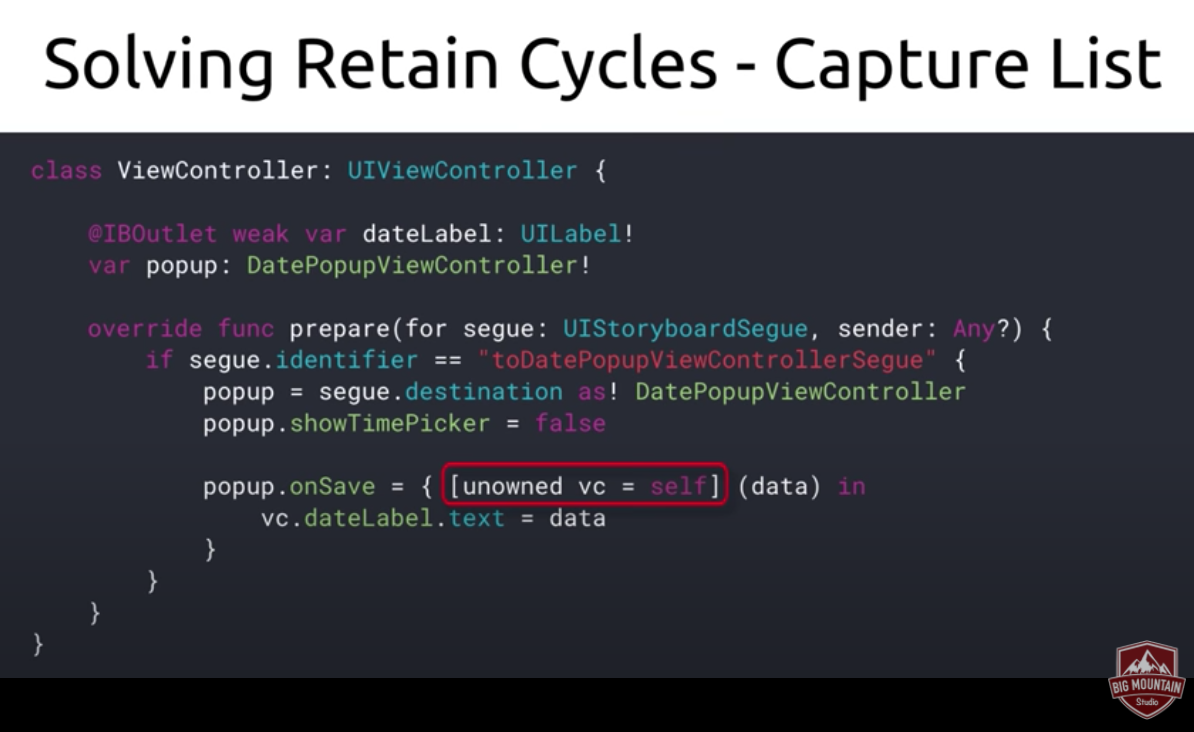 Solving Retain Cycles - Capture List
class ViewController: UIViewController {
@IBOutlet weak var dateLabel: UILabel!
var popup: DatePopupViewController!
override func prepare(for segue: UIStoryboardSegue, sender: Any?) {
if segue.identifier == "toDatePopupViewControllerSegue" {
popup = segue.destination as! DatePopupViewController
popup.showTimePicker = false
popup.onSave = { [unowned vc = self] (data) in
vc.dateLabel.text = data
}
}
}
}
BIG MOUNTAIN
Studio